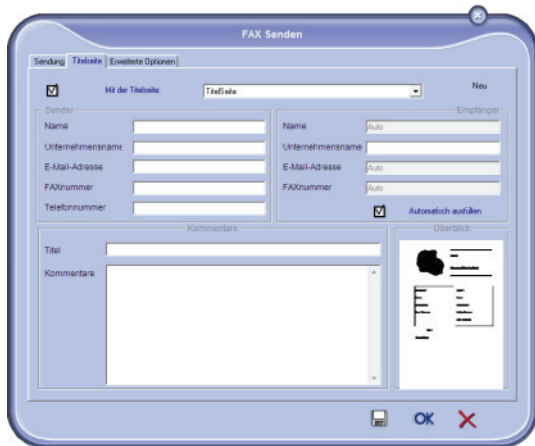 FAX Senden
Sendung Titelseite Erweiterte Optionen
Mit der Titelseite: TitelSeite Neu
Sender
Name
Unternehmensname
E-Mail-Adresse
FAXnummer
Telefonnummer
Empfänger
Name Auto
Unternehmensname
E-Mail-Adresse Auto
FAXnummer Auto
Automatisch ausfüllen
Kommentare
Titel
Kommentare
Überblick
OK